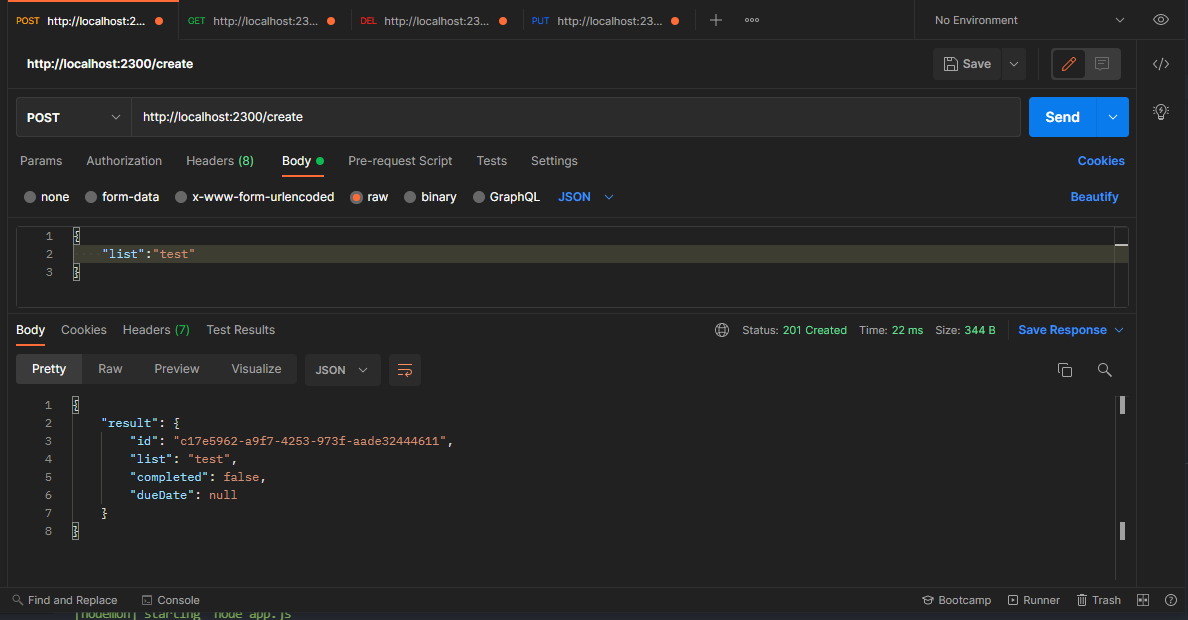 POST http://localhost:2... GET http://localhost:23... DEL http://localhost:23... PUT http://localhost:23... No Environment
http://localhost:2300/create Save
POST http://localhost:2300/create Send
Params Authorization Headers (8) Body Pre-request Script Tests Settings Cookies
none form-data x-www-form-urlencoded raw binary GraphQL JSON Beautify
1 {
2 "list":"test"
3 }
Body Cookies Headers (7) Test Results Status: 201 Created Time: 22 ms Size: 344 B Save Response
Pretty Raw Preview Visualize JSON
1 {
2 "result": {
3 "id": "c17e5962-a9f7-4253-973f-aade32444611",
4 "list": "test",
5 "completed": false,
6 "dueDate": null
7 }
8 }
Find and Replace Console Bootcamp Runner Trash
[nodemon] starting `node app.js`